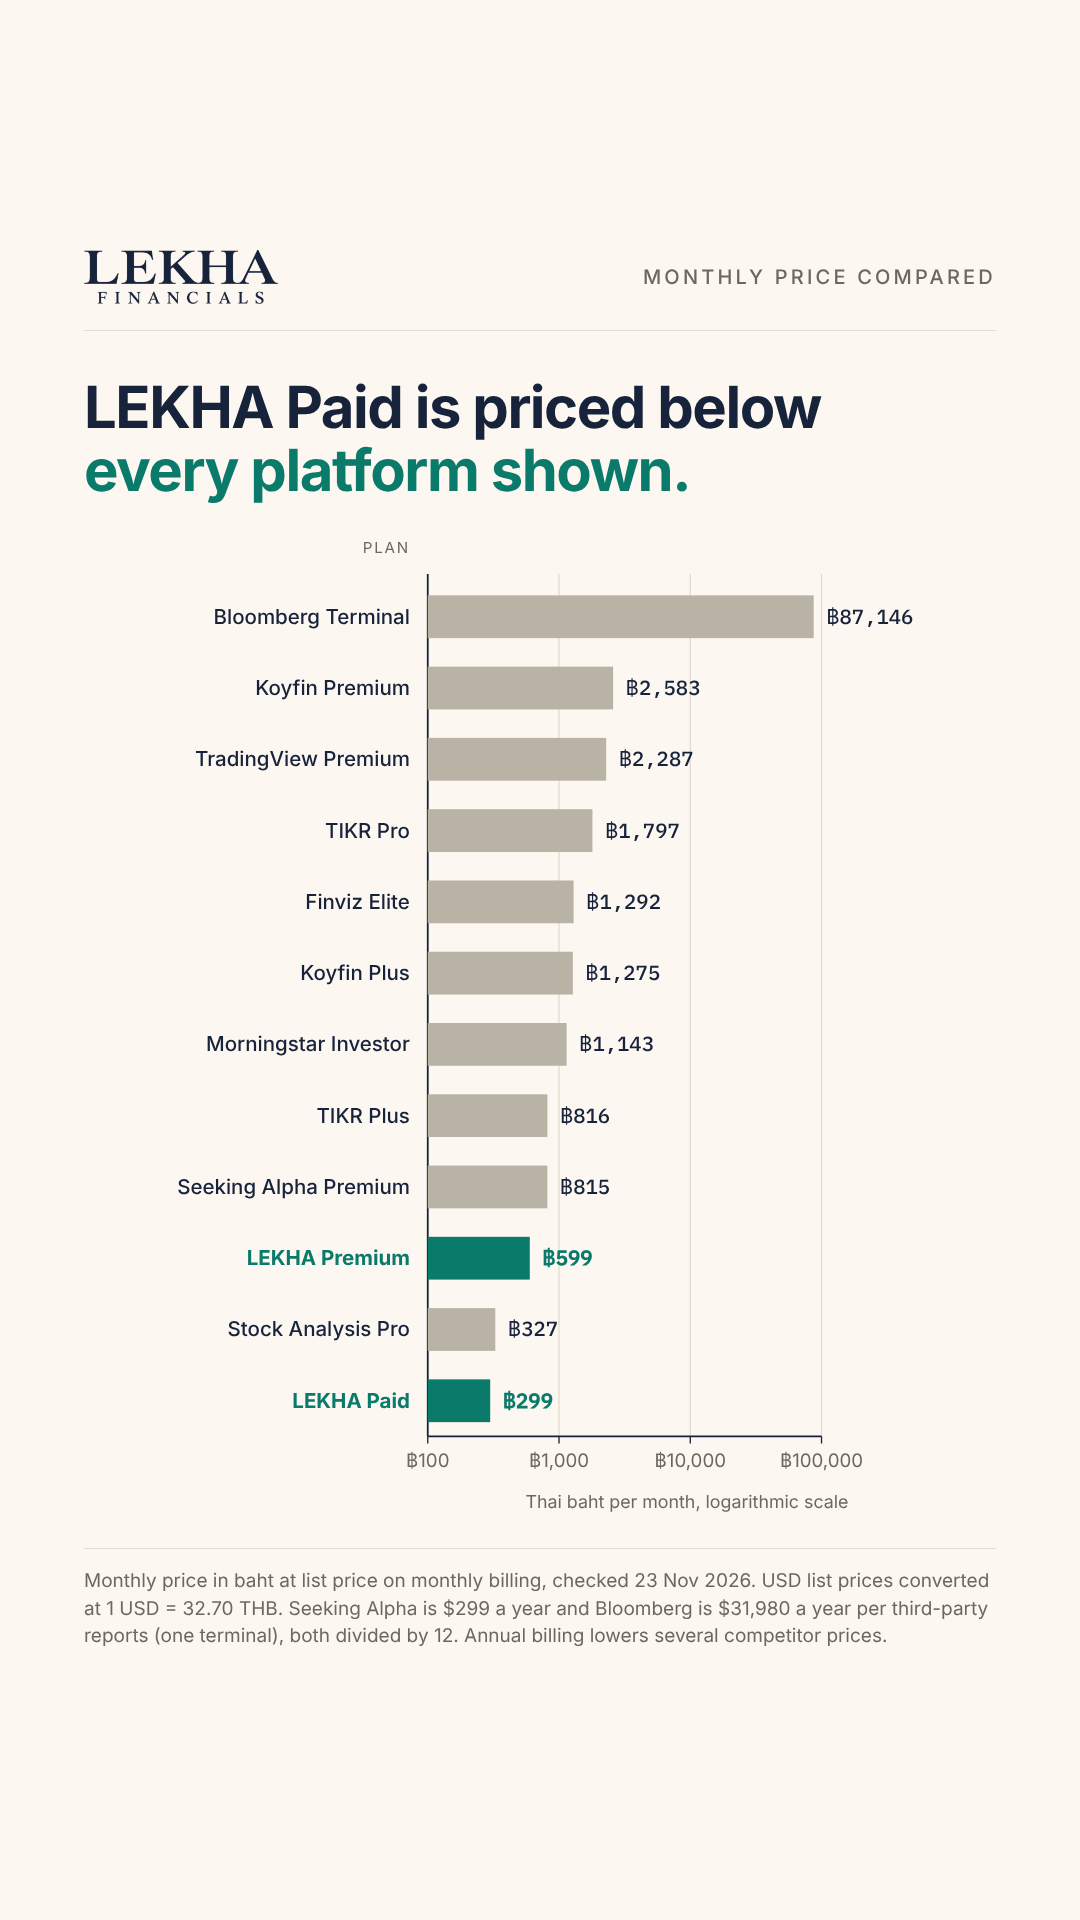 LEKHA
FINANCIALS
MONTHLY PRICE COMPARED
LEKHA Paid is priced below
every platform shown.
PLAN
Bloomberg Terminal ฿87,146
Koyfin Premium ฿2,583
TradingView Premium ฿2,287
TIKR Pro ฿1,797
Finviz Elite ฿1,292
Koyfin Plus ฿1,275
Morningstar Investor ฿1,143
TIKR Plus ฿816
Seeking Alpha Premium ฿815
LEKHA Premium ฿599
Stock Analysis Pro ฿327
LEKHA Paid ฿299
฿100 ฿1,000 ฿10,000 ฿100,000
Thai baht per month, logarithmic scale
Monthly price in baht at list price on monthly billing, checked 23 Nov 2026. USD list prices converted
at 1 USD = 32.70 THB. Seeking Alpha is $299 a year and Bloomberg is $31,980 a year per third-party
reports (one terminal), both divided by 12. Annual billing lowers several competitor prices.